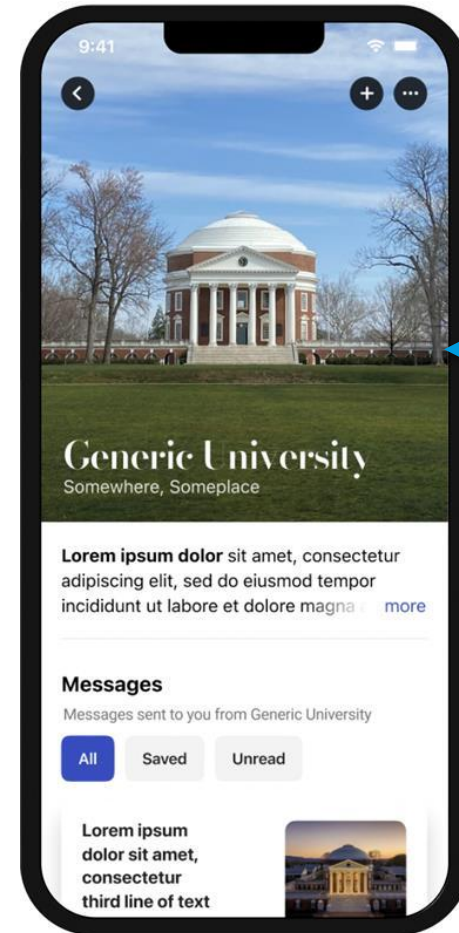 9:41
Generic University
Somewhere, Someplace
Lorem ipsum dolor sit amet, consectetur
adipiscing elit, sed do eiusmod tempor
incididunt ut labore et dolore magna more
Messages
Messages sent to you from Generic University
All Saved Unread
Lorem ipsum
dolor sit amet,
consectetur
third line of text